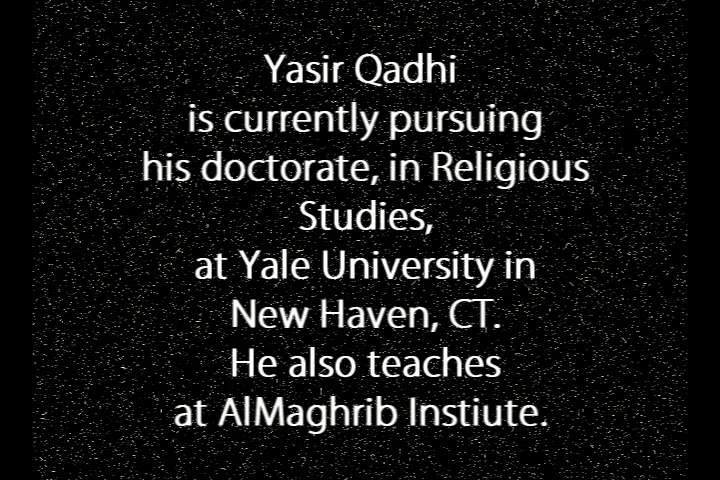 Yasir Qadhi
is currently pursuing
his doctorate, in Religious
Studies,
at Yale University in
New Haven, CT.
He also teaches
at AlMaghrib Instiute.